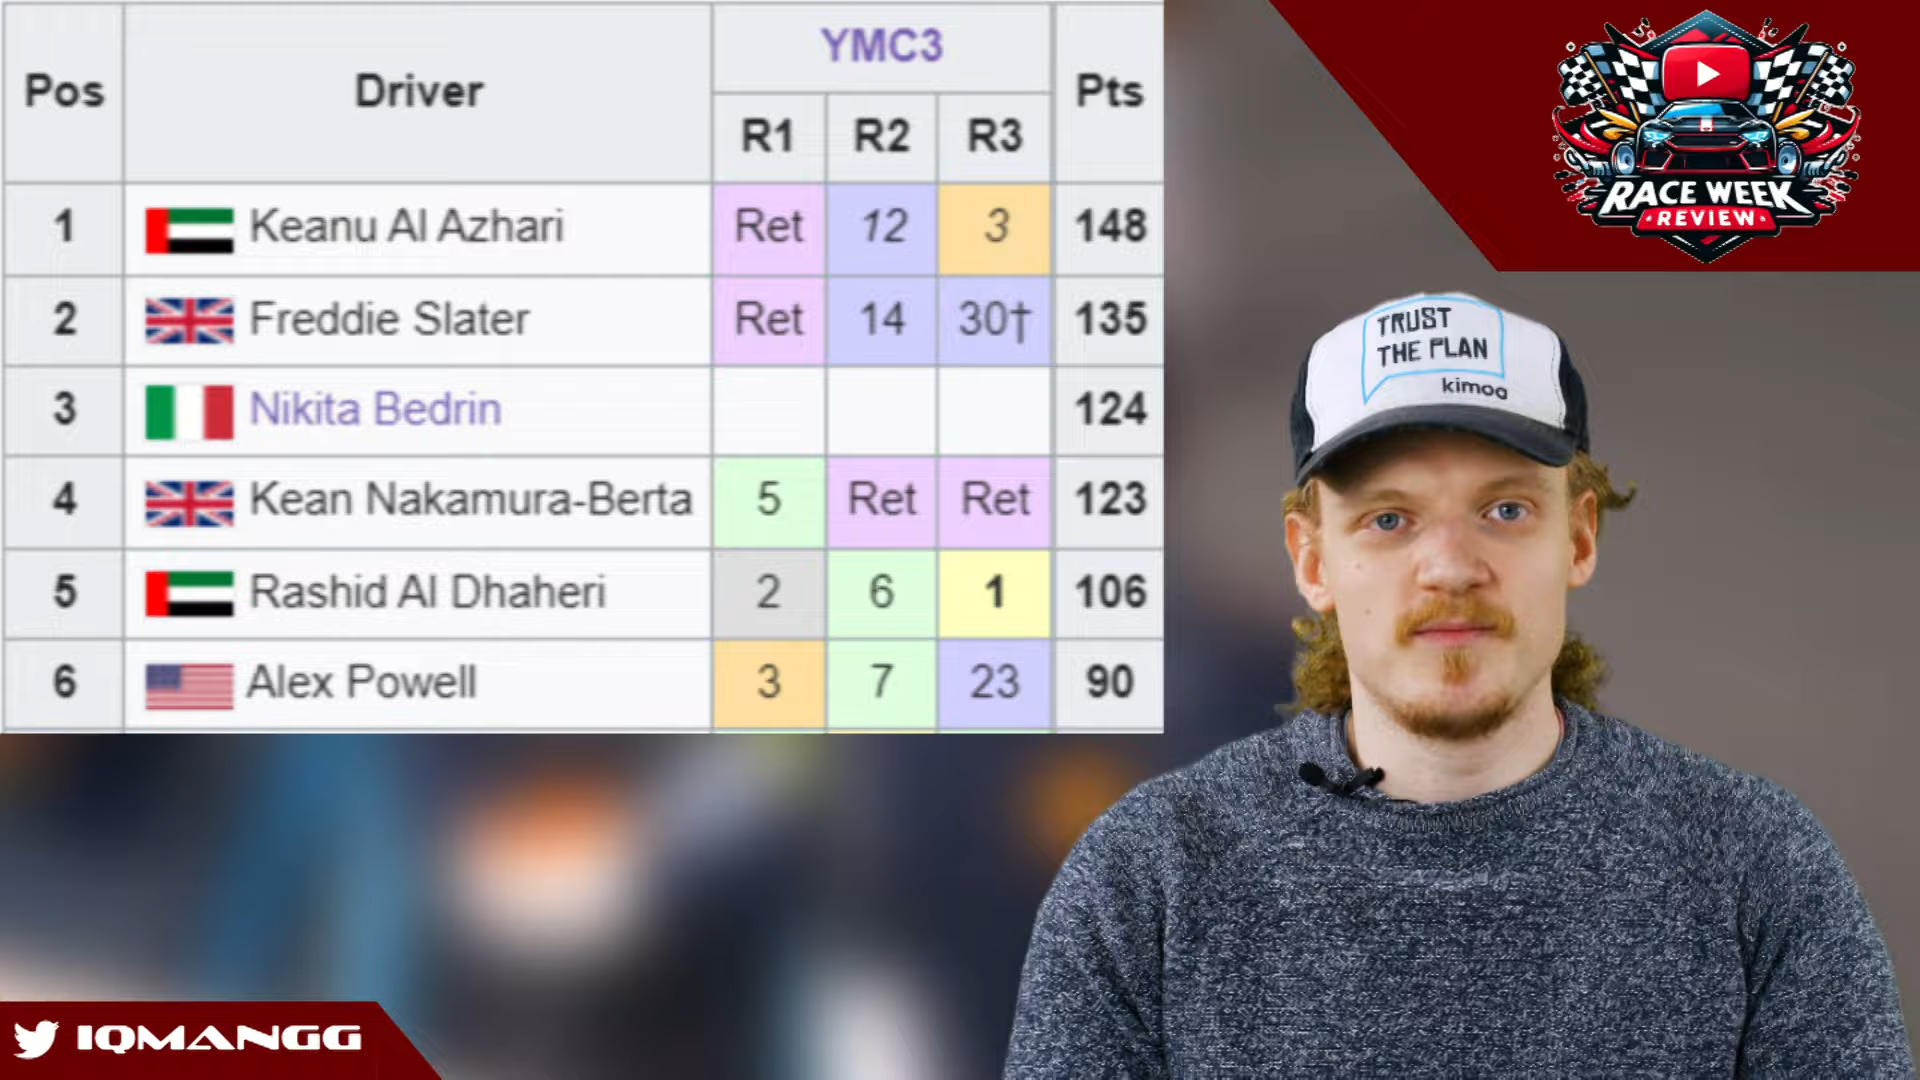 Pos Driver YMC3 Pts
R1 R2 R3
1 Keanu Al Azhari Ret 12 3 148
2 Freddie Slater Ret 14 30† 135
3 Nikita Bedrin 124
4 Kean Nakamura-Berta 5 Ret Ret 123
5 Rashid Al Dhaheri 2 6 1 106
6 Alex Powell 3 7 23 90
RACE WEEK
·REVIEW·
TRUST
THE PLAN
kimoa
IQMANGG